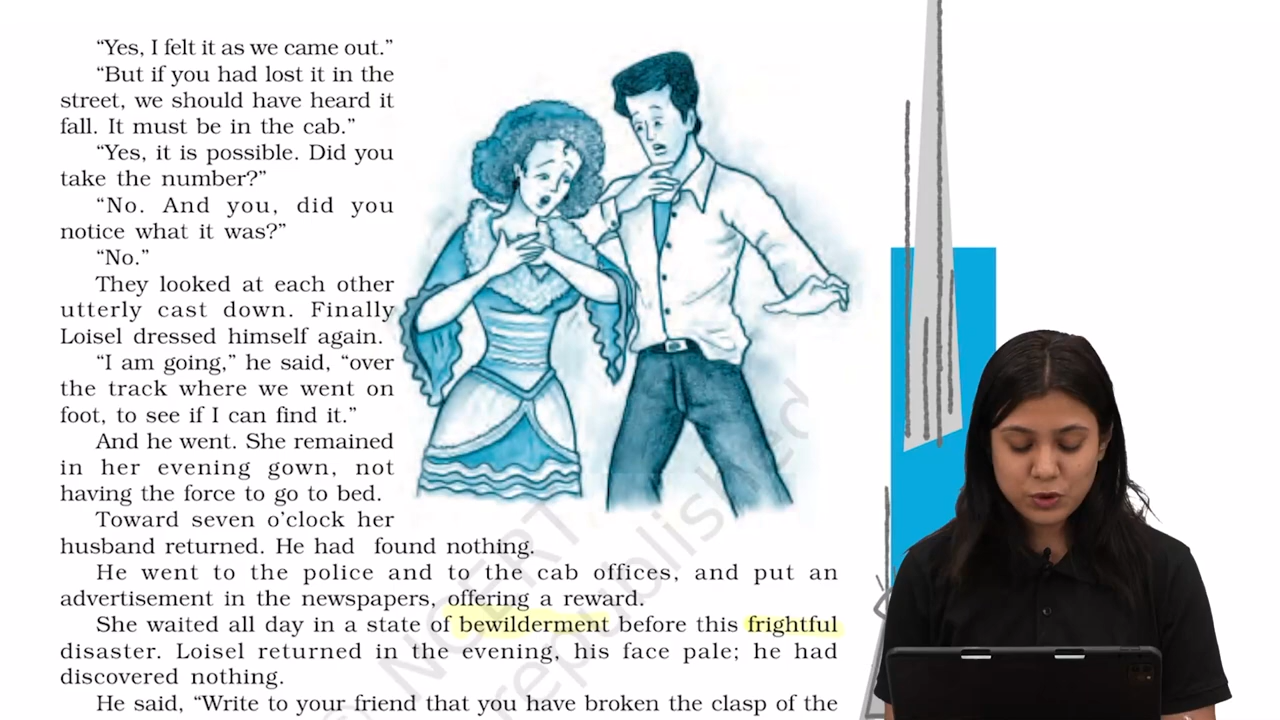 “Yes, I felt it as we came out.”
“But if you had lost it in the
street, we should have heard it
fall. It must be in the cab.”
“Yes, it is possible. Did you
take the number?”
“No. And you, did you
notice what it was?”
“No.”
They looked at each other
utterly cast down. Finally
Loisel dressed himself again.
“I am going,” he said, “over
the track where we went on
foot, to see if I can find it.”
And he went. She remained
in her evening gown, not
having the force to go to bed.
Toward seven o’clock her
husband returned. He had found nothing.
He went to the police and to the cab offices, and put an
advertisement in the newspapers, offering a reward.
She waited all day in a state of bewilderment before this frightful
disaster. Loisel returned in the evening, his face pale; he had
discovered nothing.
He said, “Write to your friend that you have broken the clasp of the
© NCERT
republished